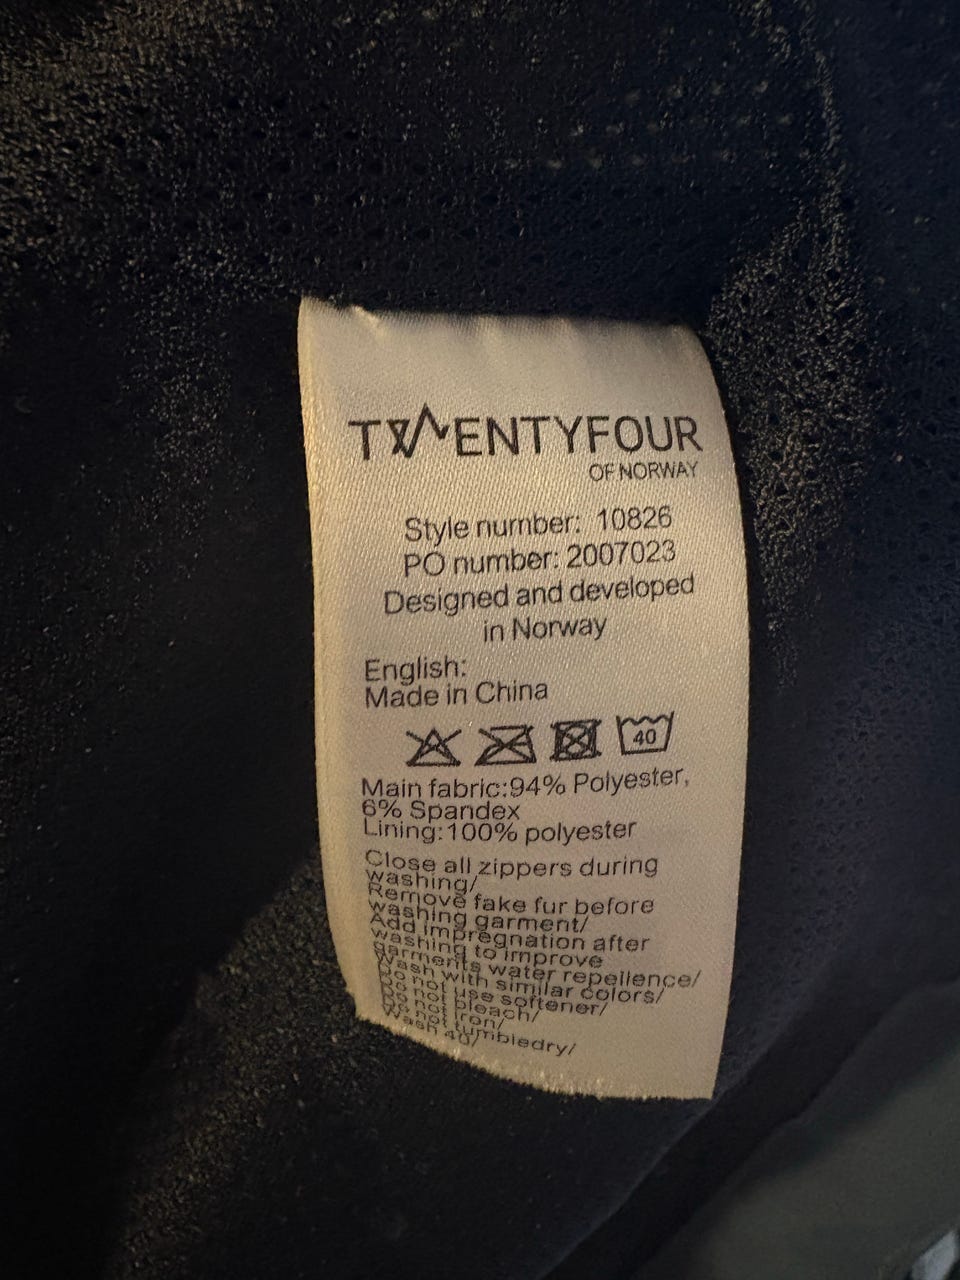 TWENTYFOUR
OF NORWAY
Style number: 10826
PO number: 2007023
Designed and developed
in Norway
English:
Made in China
40
Main fabric:94% Polyester,
6% Spandex
Lining:100% polyester
Close all zippers during
washing/
Remove fake fur before
washing garment/
Add impregnation after
washing to improve
garments water repellence/
Wash with similar colors/
Do not use softener/
Do not bleach/
Do not iron/
Do not tumbledry/
Wash 40/